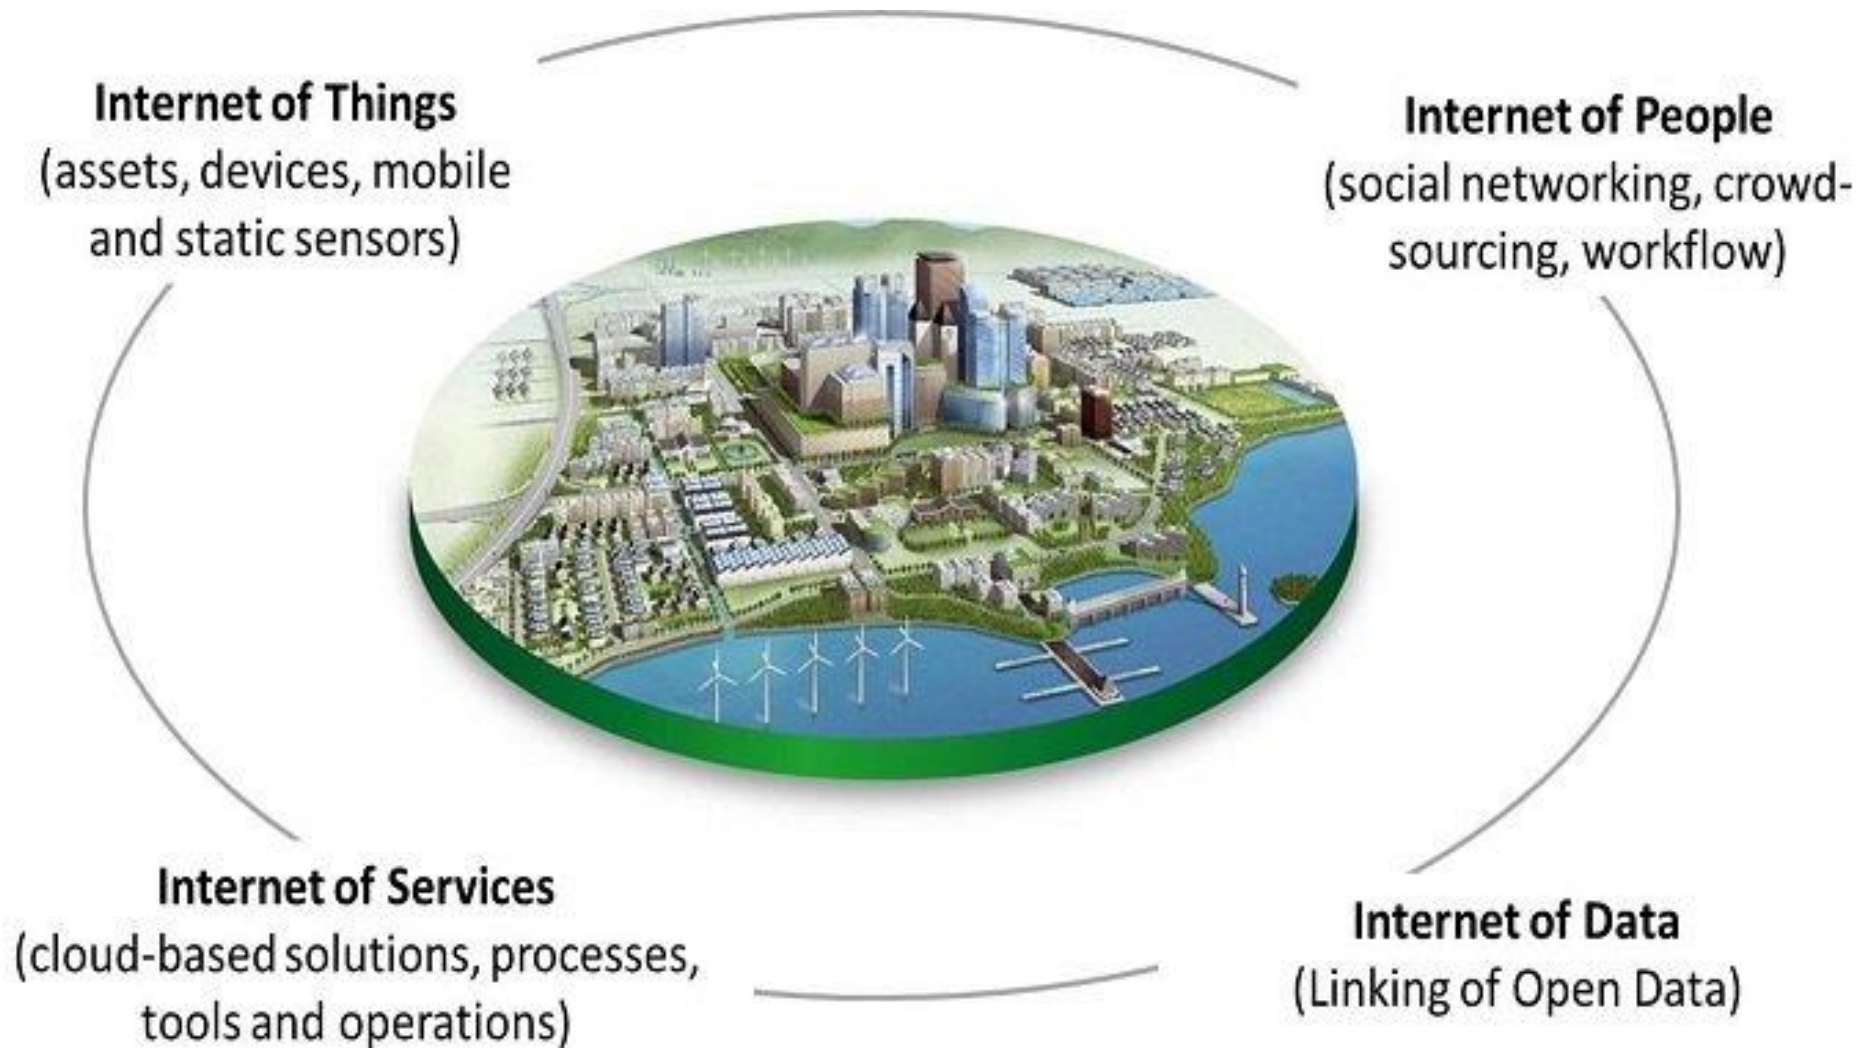 Internet of Things
(assets, devices, mobile
and static sensors)
Internet of People
(social networking, crowd-
sourcing, workflow)
Internet of Services
(cloud-based solutions, processes,
tools and operations)
Internet of Data
(Linking of Open Data)